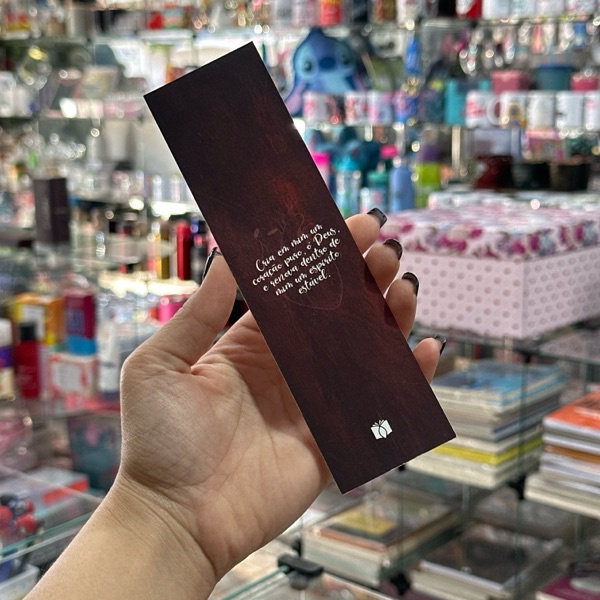 Cria em mim um
coração puro, ó Deus,
e renova dentro de
mim um espírito
estável.